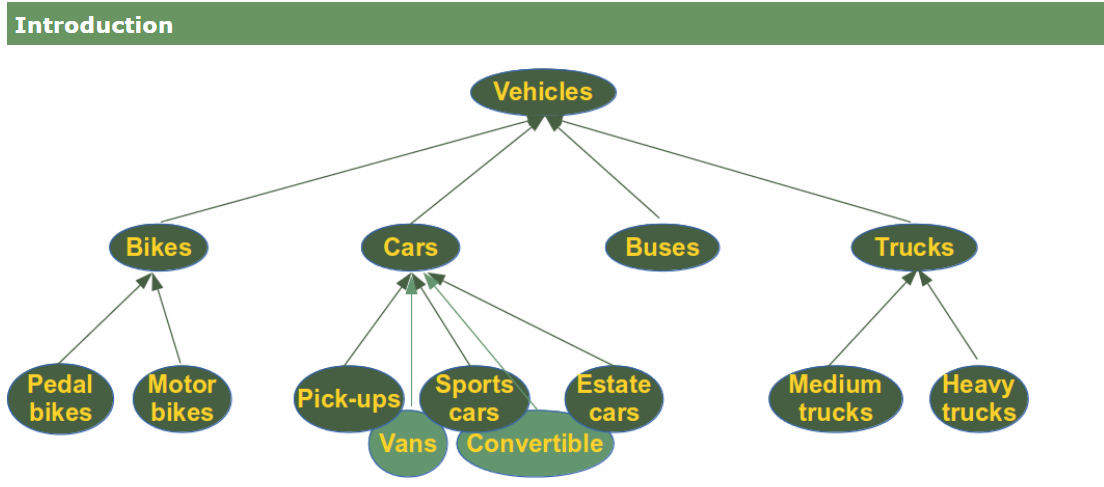 Introduction
Vehicles
Bikes
Cars
Buses
Trucks
Pedal
bikes
Motor
bikes
Pick-ups
Sports
cars
Estate
cars
Medium
trucks
Heavy
trucks
Vans
Convertible